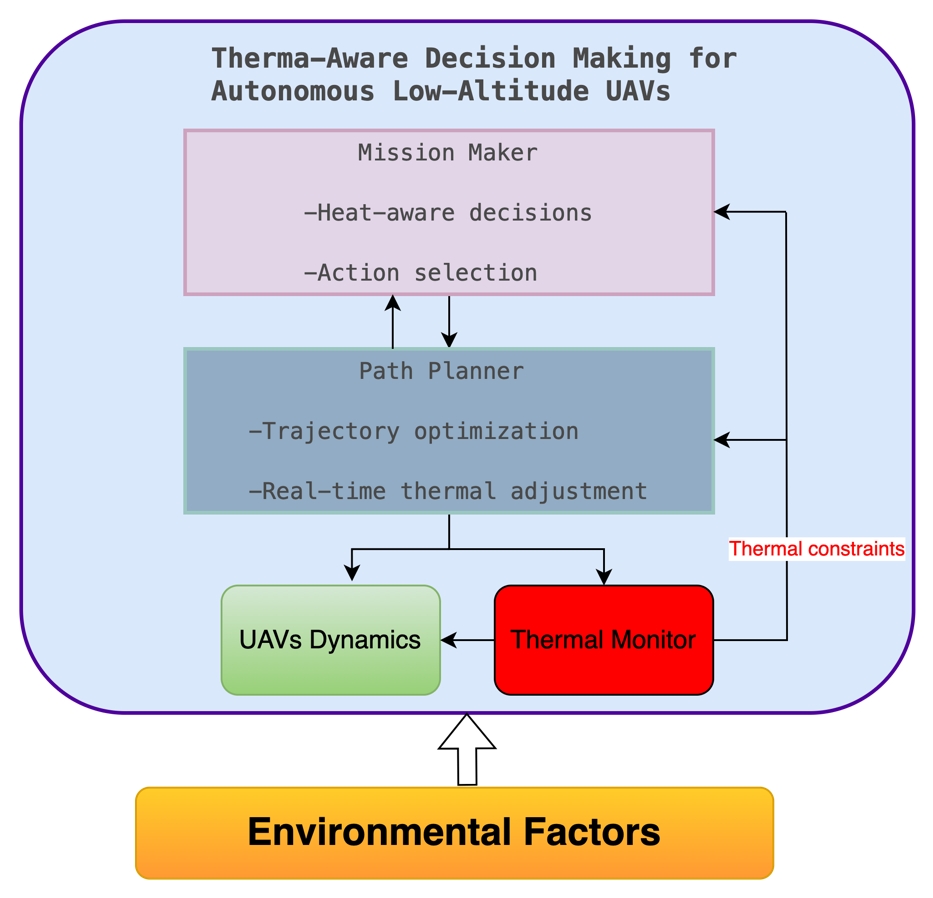 Therma-Aware Decision Making for
Autonomous Low-Altitude UAVs
Mission Maker
-Heat-aware decisions
-Action selection
Path Planner
-Trajectory optimization
-Real-time thermal adjustment
Thermal constraints
UAVs Dynamics
Thermal Monitor
Environmental Factors